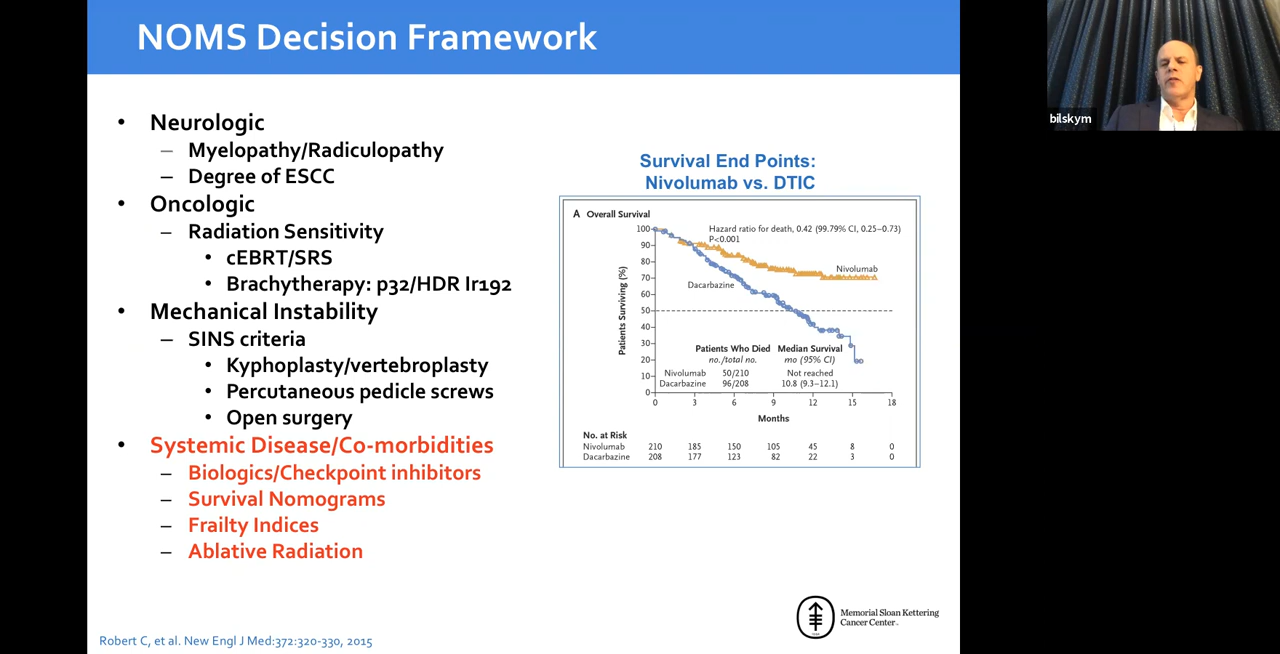 NOMS Decision Framework
• Neurologic
– Myelopathy/Radiculopathy
– Degree of ESCC
• Oncologic
– Radiation Sensitivity
• cEBRT/SRS
• Brachytherapy: p32/HDR Ir192
• Mechanical Instability
– SINS criteria
• Kyphoplasty/vertebroplasty
• Percutaneous pedicle screws
• Open surgery
• Systemic Disease/Co-morbidities
– Biologics/Checkpoint inhibitors
– Survival Nomograms
– Frailty Indices
– Ablative Radiation
Survival End Points:
Nivolumab vs. DTIC
A Overall Survival
Hazard ratio for death, 0.42 (99.79% CI, 0.25–0.73)
P<0.001
Nivolumab
Dacarbazine
Patients Surviving (%)
100
90
80
70
60
50
40
30
20
10
0
Patients Who Died Median Survival
no./total no. mo (95% CI)
Nivolumab 50/210 Not reached
Dacarbazine 96/208 10.8 (9.3–12.1)
0 3 6 9 12 15 18
Months
No. at Risk
Nivolumab 210 185 150 105 45 8 0
Dacarbazine 208 177 123 82 22 3 0
Memorial Sloan Kettering
Cancer Center
Robert C, et al. New Engl J Med:372:320-330, 2015
bilskym